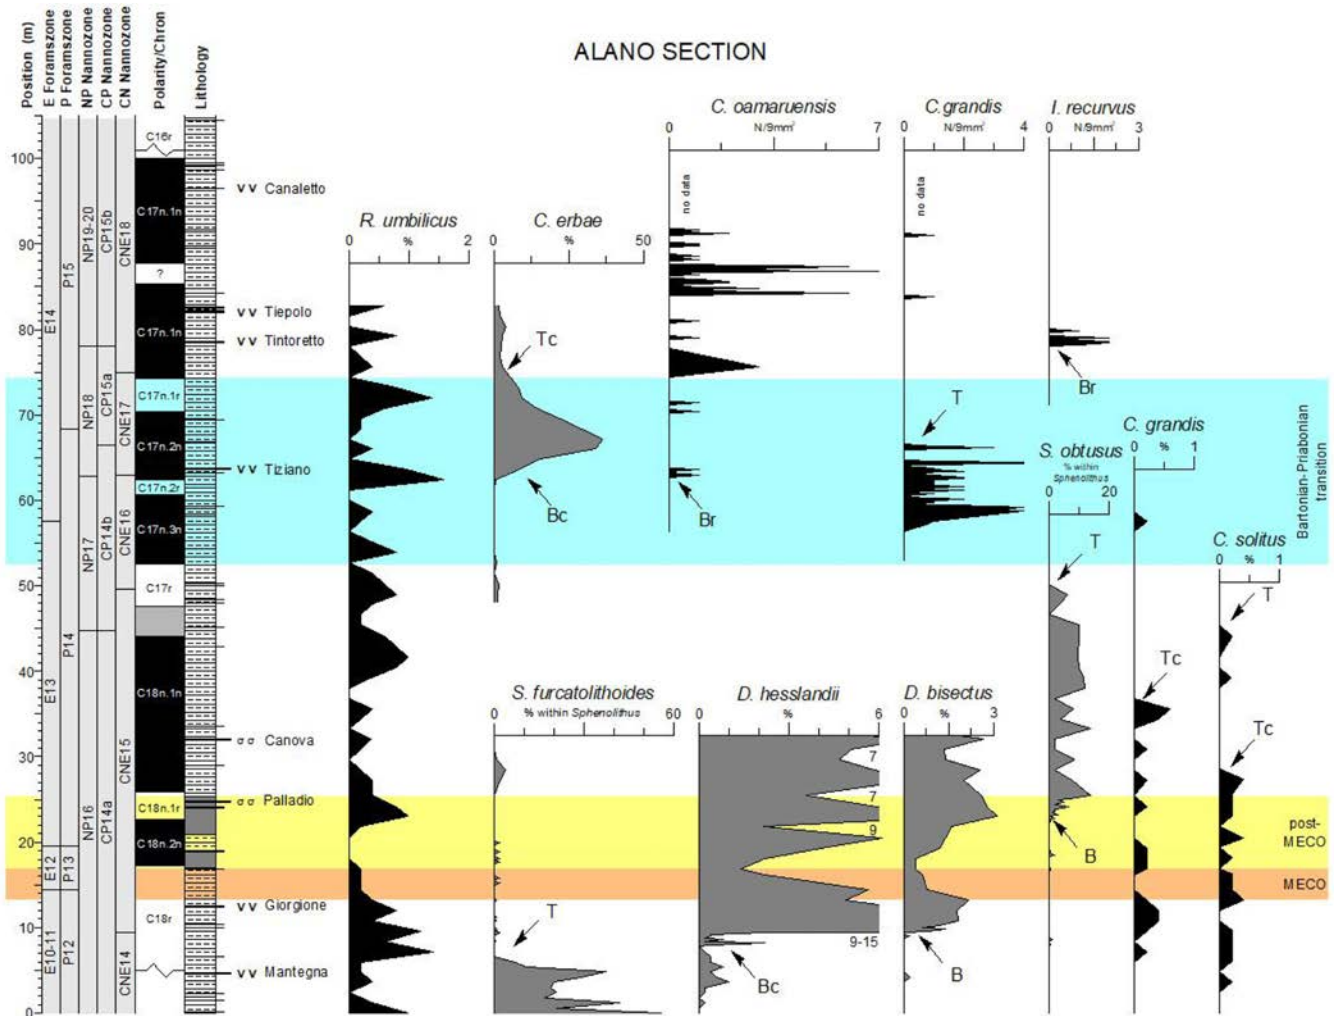 ALANO SECTION
Position (m)
E Foramszone
P Foramszone
NP Nannozone
CP Nannozone
CN Nannozone
Polarity/Chron
Lithology
100
90
80
70
60
50
40
30
20
10
0
E14
E13
E12
E10-11
P15
P14
P13
P12
NP19-20
NP18
NP17
NP16
CP15b
CP15a
CP14b
CP14a
CNE18
CNE17
CNE16
CNE15
CNE14
C16r
C17n.1n
?
C17n.1n
C17n.1r
C17n.2n
C17n.2r
C17n.3n
C17r
C18n.1n
C18n.1r
C18n.2n
C18r
v v Canaletto
v v Tiepolo
v v Tintoretto
v v Tiziano
σσ Canova
σσ Palladio
v v Giorgione
v v Mantegna
R. umbilicus
0 % 2
C. erbae
0 % 50
Tc
Bc
C. oamaruensis
N/9mm²
0 7
no data
Br
C.grandis
N/9mm²
0 4
no data
T
I. recurvus
N/9mm²
0 3
Br
S. obtusus
% within
Sphenolithus
0 20
T
B
C. grandis
0 % 1
Tc
C. solitus
0 % 1
T
Tc
S. furcatolithoides
% within Sphenolithus
0 60
T
D. hesslandii
0 % 6
7
7
9
9-15
Bc
D. bisectus
0 % 3
B
Bartonian-Priabonian
transition
post-
MECO
MECO